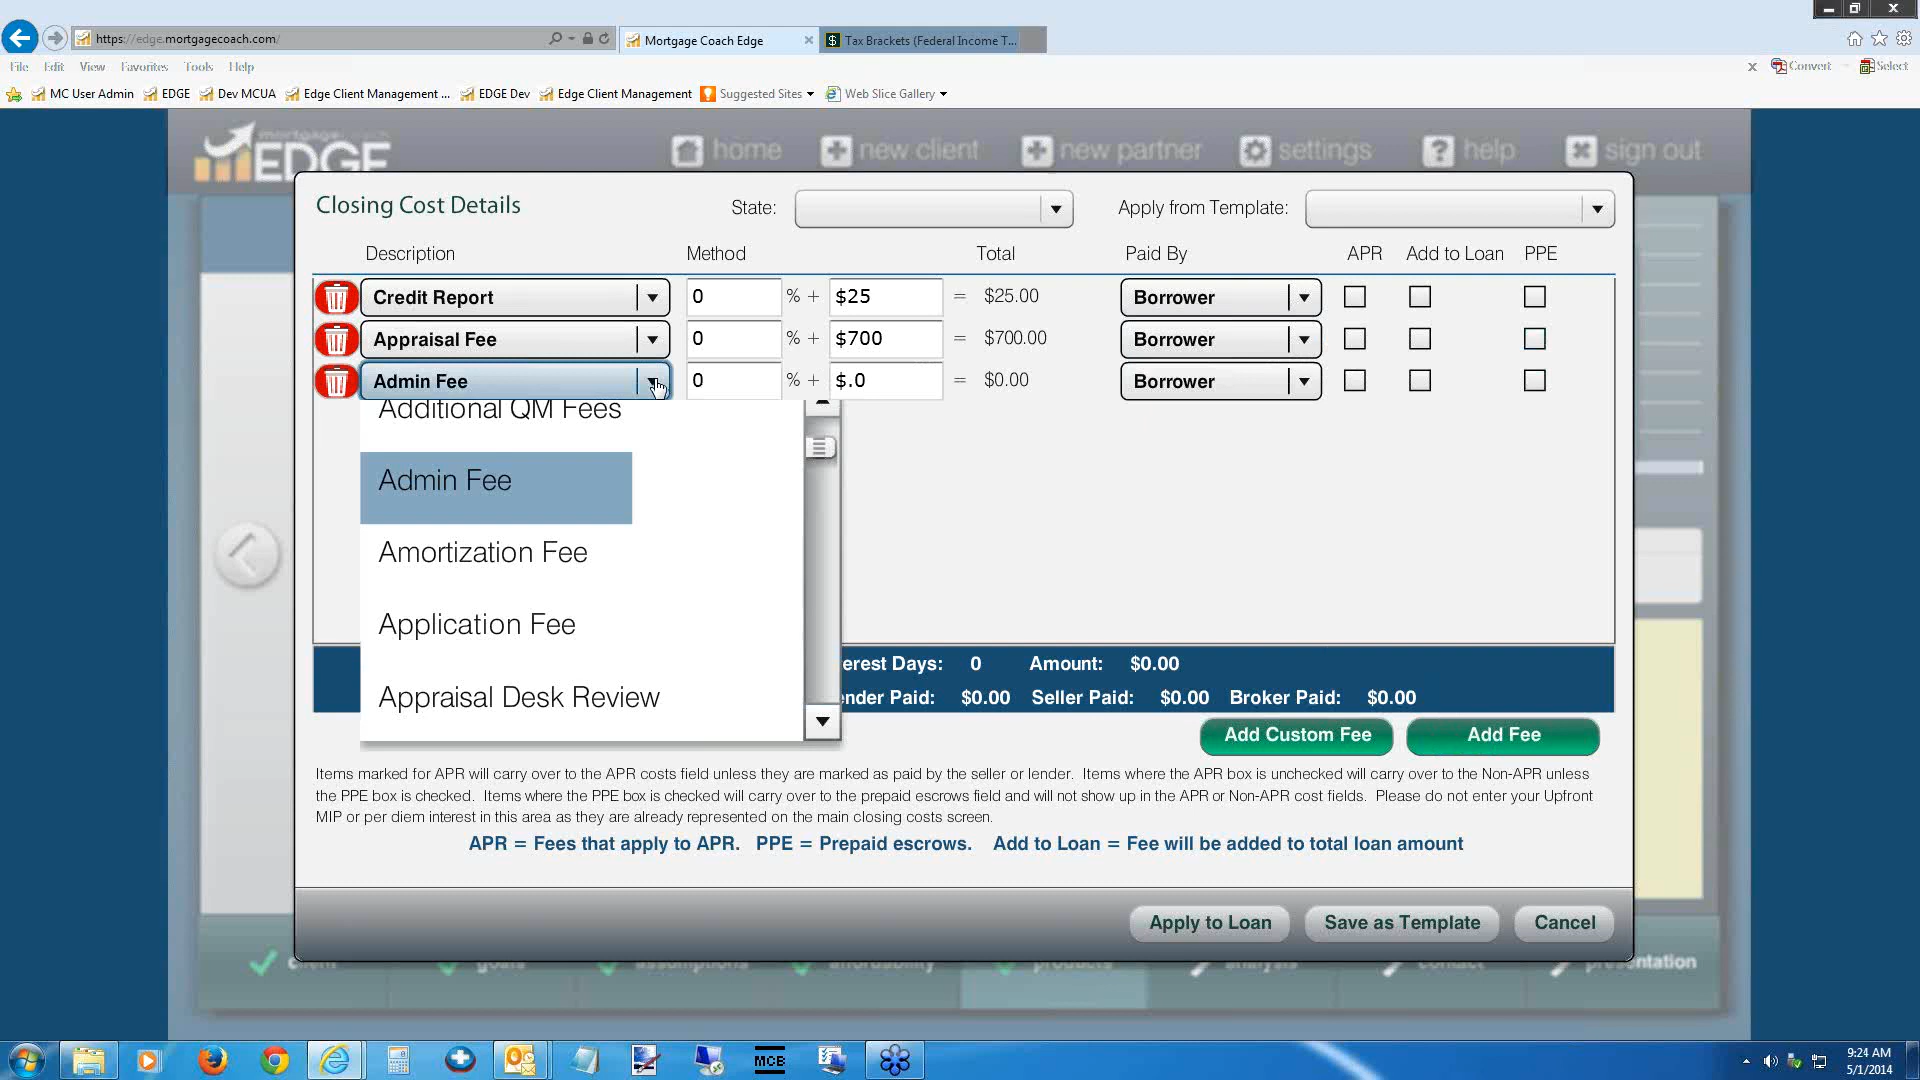 https://edge.mortgagecoach.com/
Mortgage Coach Edge
Tax Brackets (Federal Income T...
File Edit View Favorites Tools Help
Convert Select
MC User Admin EDGE Dev MCUA Edge Client Management ... EDGE Dev Edge Client Management Suggested Sites Web Slice Gallery
EDGE
home new client new partner settings help sign out
Closing Cost Details State: Apply from Template:
Description Method Total Paid By APR Add to Loan PPE
Credit Report 0 % + $25 = $25.00 Borrower
Appraisal Fee 0 % + $700 = $700.00 Borrower
Admin Fee 0 % + $.0 = $0.00 Borrower
Additional QM Fees
Admin Fee
Amortization Fee
Application Fee
Appraisal Desk Review
erest Days: 0 Amount: $0.00
nder Paid: $0.00 Seller Paid: $0.00 Broker Paid: $0.00
Add Custom Fee Add Fee
Items marked for APR will carry over to the APR costs field unless they are marked as paid by the seller or lender. Items where the APR box is unchecked will carry over to the Non-APR unless
the PPE box is checked. Items where the PPE box is checked will carry over to the prepaid escrows field and will not show up in the APR or Non-APR cost fields. Please do not enter your Upfront
MIP or per diem interest in this area as they are already represented on the main closing costs screen.
APR = Fees that apply to APR. PPE = Prepaid escrows. Add to Loan = Fee will be added to total loan amount
Apply to Loan Save as Template Cancel
client goals assumptions affordability products analysis contact presentation
MCB
9:24 AM
5/1/2014